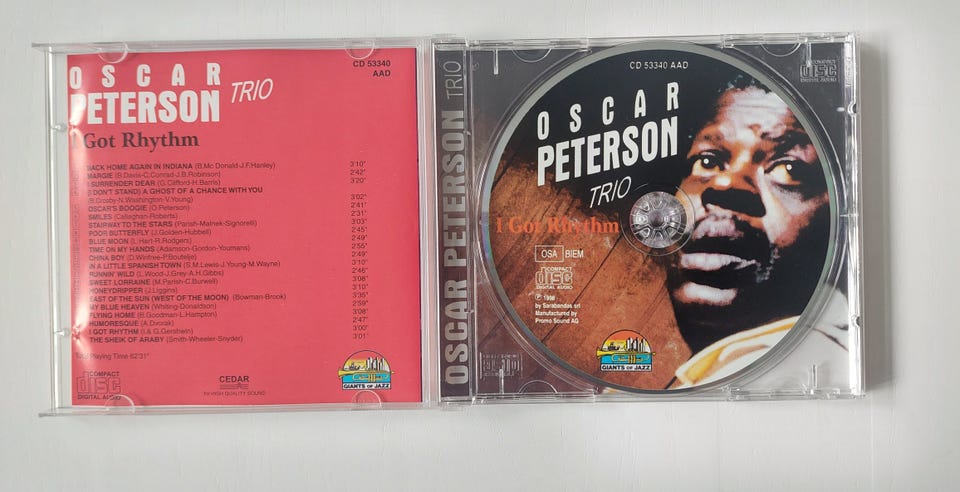 OSCAR
PETERSON TRIO
I Got Rhythm
CD 53340
AAD
BACK HOME AGAIN IN INDIANA (B.Mc Donald-J.F.Hanley) 3'10"
MARGIE (B.Davis-C.Conrad-J.B.Robinson) 2'42"
I SURRENDER DEAR (G.Clifford-H.Barris) 3'20"
(I DON'T STAND) A GHOST OF A CHANCE WITH YOU
(B.Crosby-N.Washington-V.Young) 3'02"
OSCAR'S BOOGIE (O.Peterson) 2'41"
SMILES (Callaghan-Roberts) 2'31"
STAIRWAY TO THE STARS (Parish-Malnek-Signorelli) 3'03"
POOR BUTTERFLY (J.Golden-Hubbell) 2'45"
BLUE MOON (L.Hart-R.Rodgers) 2'49"
TIME ON MY HANDS (Adamson-Gordon-Youmans) 2'55"
CHINA BOY (D.Winfree-P.Boutelje) 2'49"
IN A LITTLE SPANISH TOWN (S.M.Lewis-J.Young-M.Wayne) 3'10"
RUNNIN' WILD (L.Wood-J.Grey-A.H.Gibbs) 2'46"
SWEET LORRAINE (M.Parish-C.Burwell) 3'08"
HONEYDRIPPER (J.Liggins) 3'10"
EAST OF THE SUN (WEST OF THE MOON) (Bowman-Brook) 3'35"
MY BLUE HEAVEN (Whiting-Donaldson) 2'59"
FLYING HOME (B.Goodman-L.Hampton) 3'08"
HUMORESQUE (A.Dvorak) 2'47"
I GOT RHYTHM (I.& G.Gershwin) 3'00"
THE SHEIK OF ARABY (Smith-Wheeler-Snyder) 3'01"
Total Playing Time 62'31"
COMPACT
disc
DIGITAL AUDIO
CEDAR
for HIGH QUALITY SOUND
GIANTS OF JAZZ
OSCAR PETERSON TRIO
COMPACT
disc
DIGITAL AUDIO
CD 53340 AAD
OSCAR
PETERSON
TRIO
I Got Rhythm
OSA BIEM
COMPACT
disc
DIGITAL AUDIO
by Sarabandas srl
Manufactured by
Promo Sound AG
GIANTS OF JAZZ